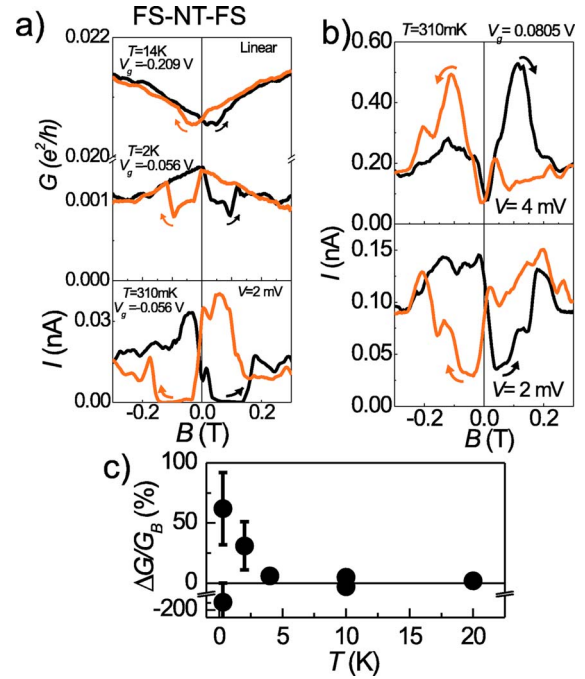 FS-NT-FS
a)
0.022
T=14K
V_g=-0.209 V
Linear
G (e²/h)
0.020
T=2K
V_g=-0.056 V
0.001
0.000
T=310mK
V_g=-0.056 V
V=2 mV
I (nA)
0.03
0.00
-0.2 0.0 0.2
B (T)
b)
T=310mK
V_g=0.0805 V
0.60
0.40
0.20
0.00
V= 4 mV
I (nA)
0.15
0.10
0.05
0.00
V= 2 mV
-0.2 0.0 0.2
B (T)
c)
ΔG/G_B (%)
100
50
0
-200
0 5 10 15 20
T (K)